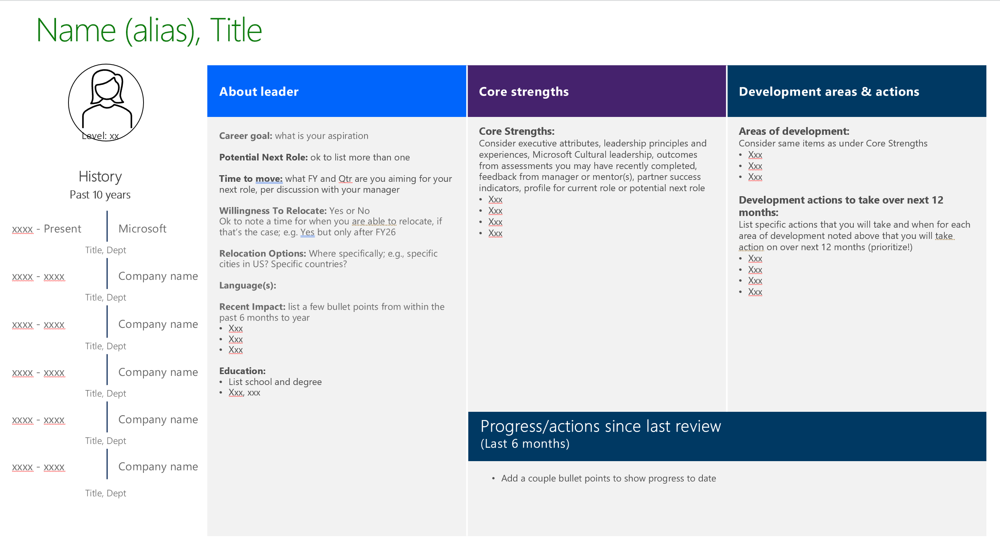 Name (alias), Title
Level: xx
History
Past 10 years
xxxx - Present
Microsoft
Title, Dept
xxxx - xxxx
Company name
Title, Dept
xxxx - xxxx
Company name
Title, Dept
xxxx - xxxx
Company name
Title, Dept
xxxx - xxxx
Company name
Title, Dept
xxxx - xxxx
Company name
Title, Dept
About leader
Career goal: what is your aspiration
Potential Next Role: ok to list more than one
Time to move: what FY and Qtr are you aiming for your
next role, per discussion with your manager
Willingness To Relocate: Yes or No
Ok to note a time for when you are able to relocate, if
that’s the case; e.g. Yes but only after FY26
Relocation Options: Where specifically; e.g., specific
cities in US? Specific countries?
Language(s):
Recent Impact: list a few bullet points from within the
past 6 months to year
• Xxx
• Xxx
• Xxx
Education:
• List school and degree
• Xxx, xxx
Core strengths
Core Strengths:
Consider executive attributes, leadership principles and
experiences, Microsoft Cultural leadership, outcomes
from assessments you may have recently completed,
feedback from manager or mentor(s), partner success
indicators, profile for current role or potential next role
• Xxx
• Xxx
• Xxx
• Xxx
Development areas & actions
Areas of development:
Consider same items as under Core Strengths
• Xxx
• Xxx
• Xxx
Development actions to take over next 12
months:
List specific actions that you will take and when for each
area of development noted above that you will take
action on over next 12 months (prioritize!)
• Xxx
• Xxx
• Xxx
• Xxx
Progress/actions since last review
(Last 6 months)
• Add a couple bullet points to show progress to date